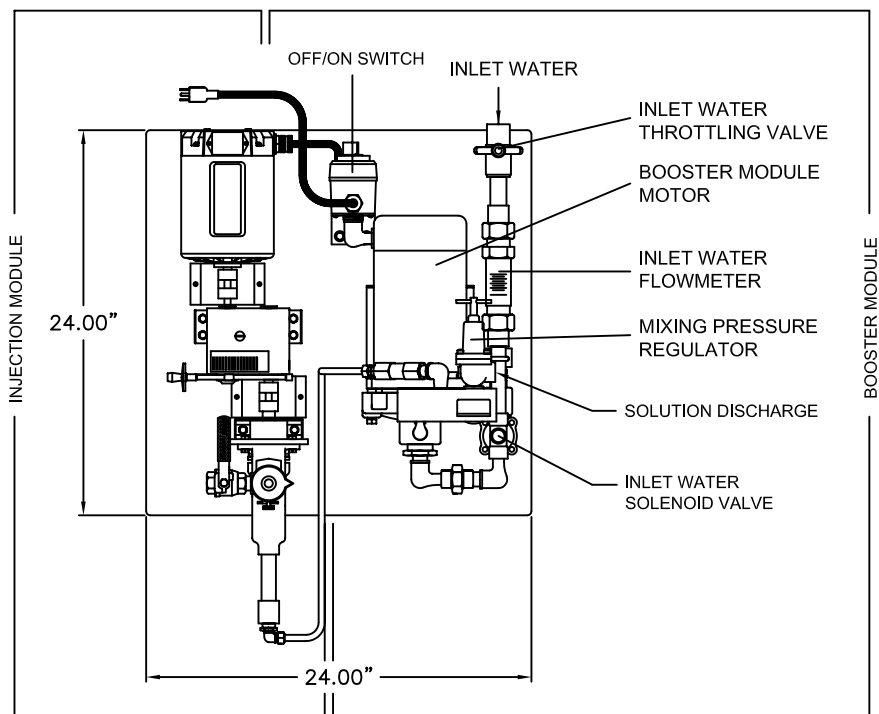 OFF/ON SWITCH
INLET WATER
INLET WATER
THROTTLING VALVE
BOOSTER MODULE
MOTOR
INJECTION MODULE
INLET WATER
FLOWMETER
BOOSTER MODULE
24.00”
MIXING PRESSURE
REGULATOR
SOLUTION DISCHARGE
INLET WATER
SOLENOID VALVE
24.00”